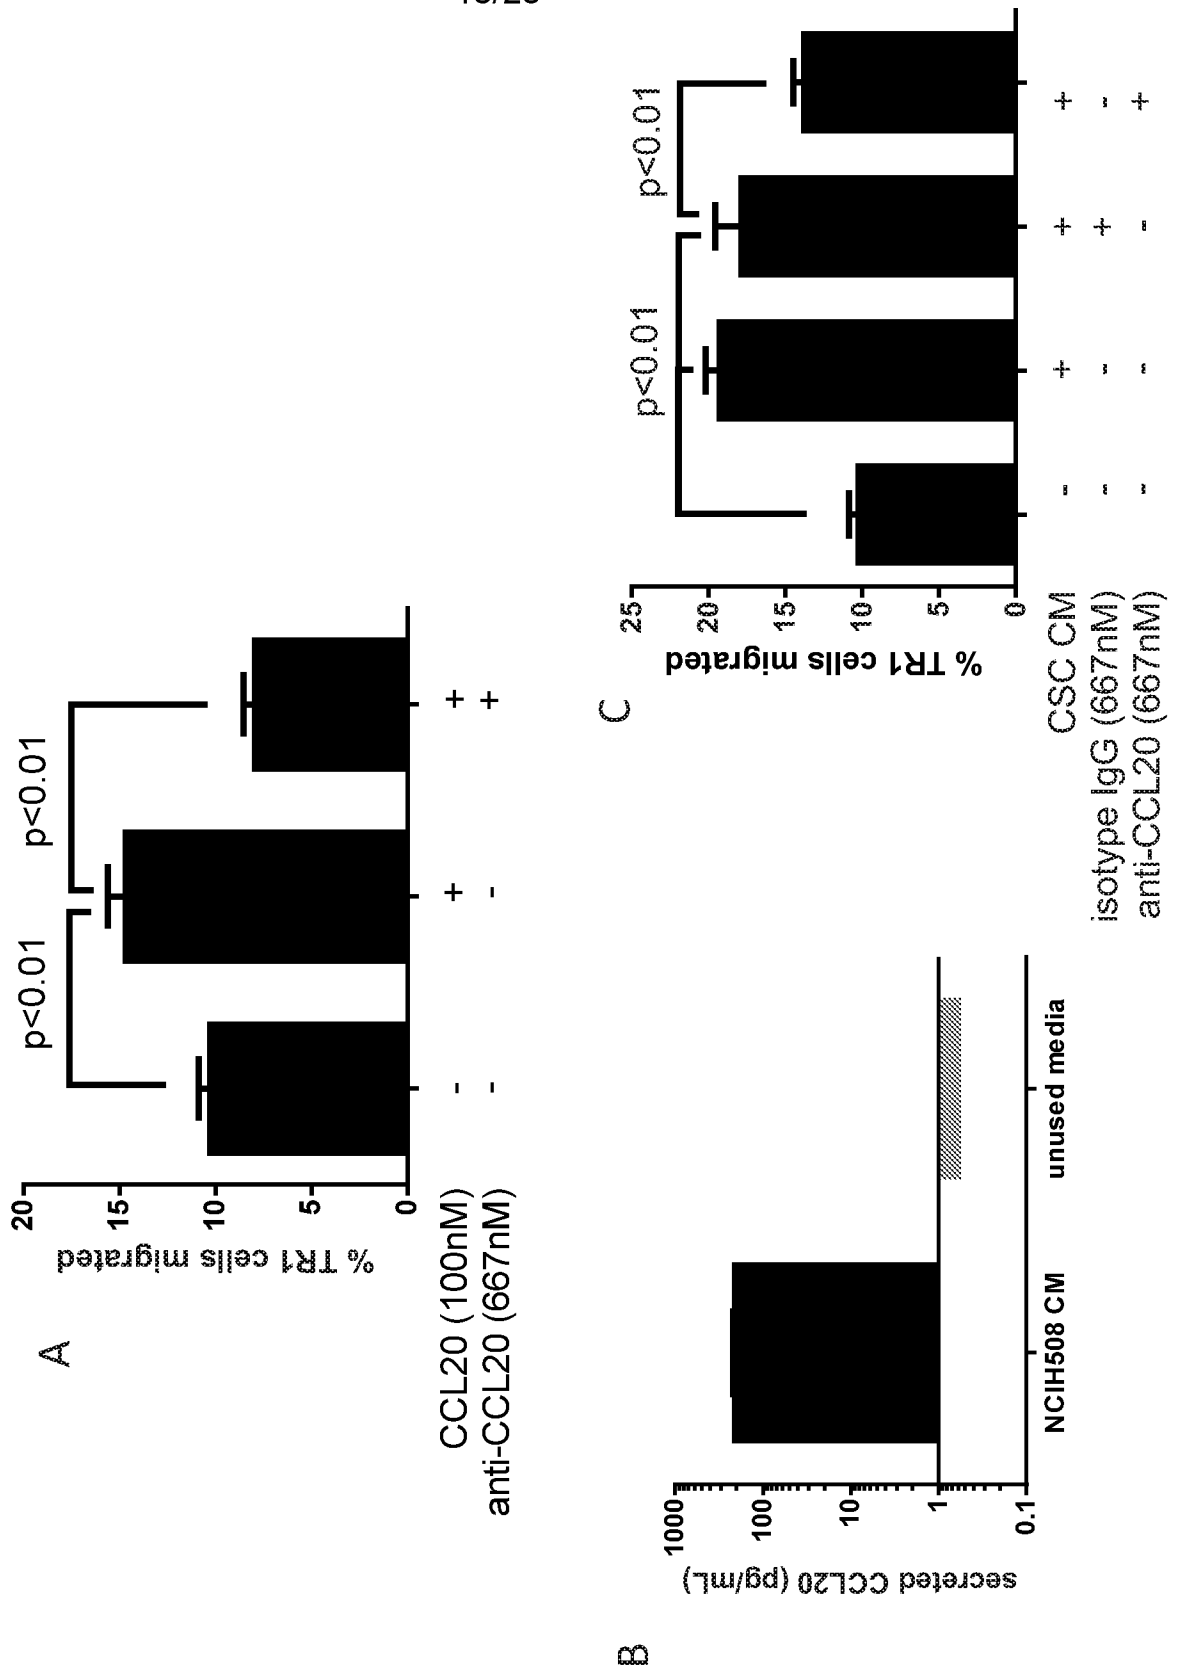 A
p<0.01
p<0.01
20
15
10
5
0
% TR1 cells migrated
CCL20 (100nM) - + +
anti-CCL20 (667nM) - - +
B
1000
100
10
1
0.1
secreted CCL20 (pg/mL)
NCIH508 CM
unused media
C
p<0.01
p<0.01
25
20
15
10
5
0
% TR1 cells migrated
CSC CM - + + +
isotype IgG (667nM) - - + -
anti-CCL20 (667nM) - - - +